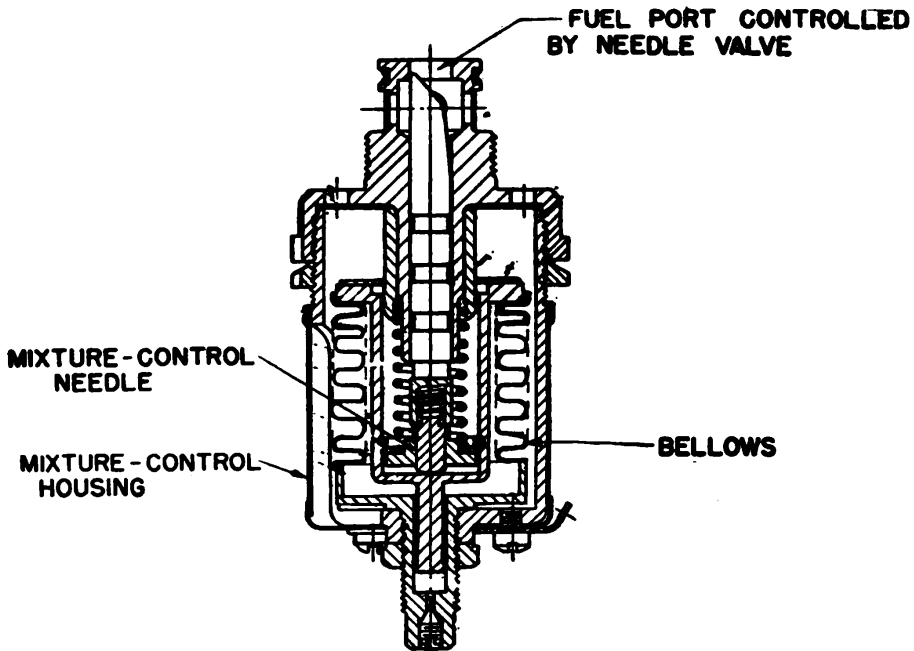 FUEL PORT CONTROLLED
BY NEEDLE VALVE
MIXTURE-CONTROL
NEEDLE
MIXTURE-CONTROL
HOUSING
BELLOWS